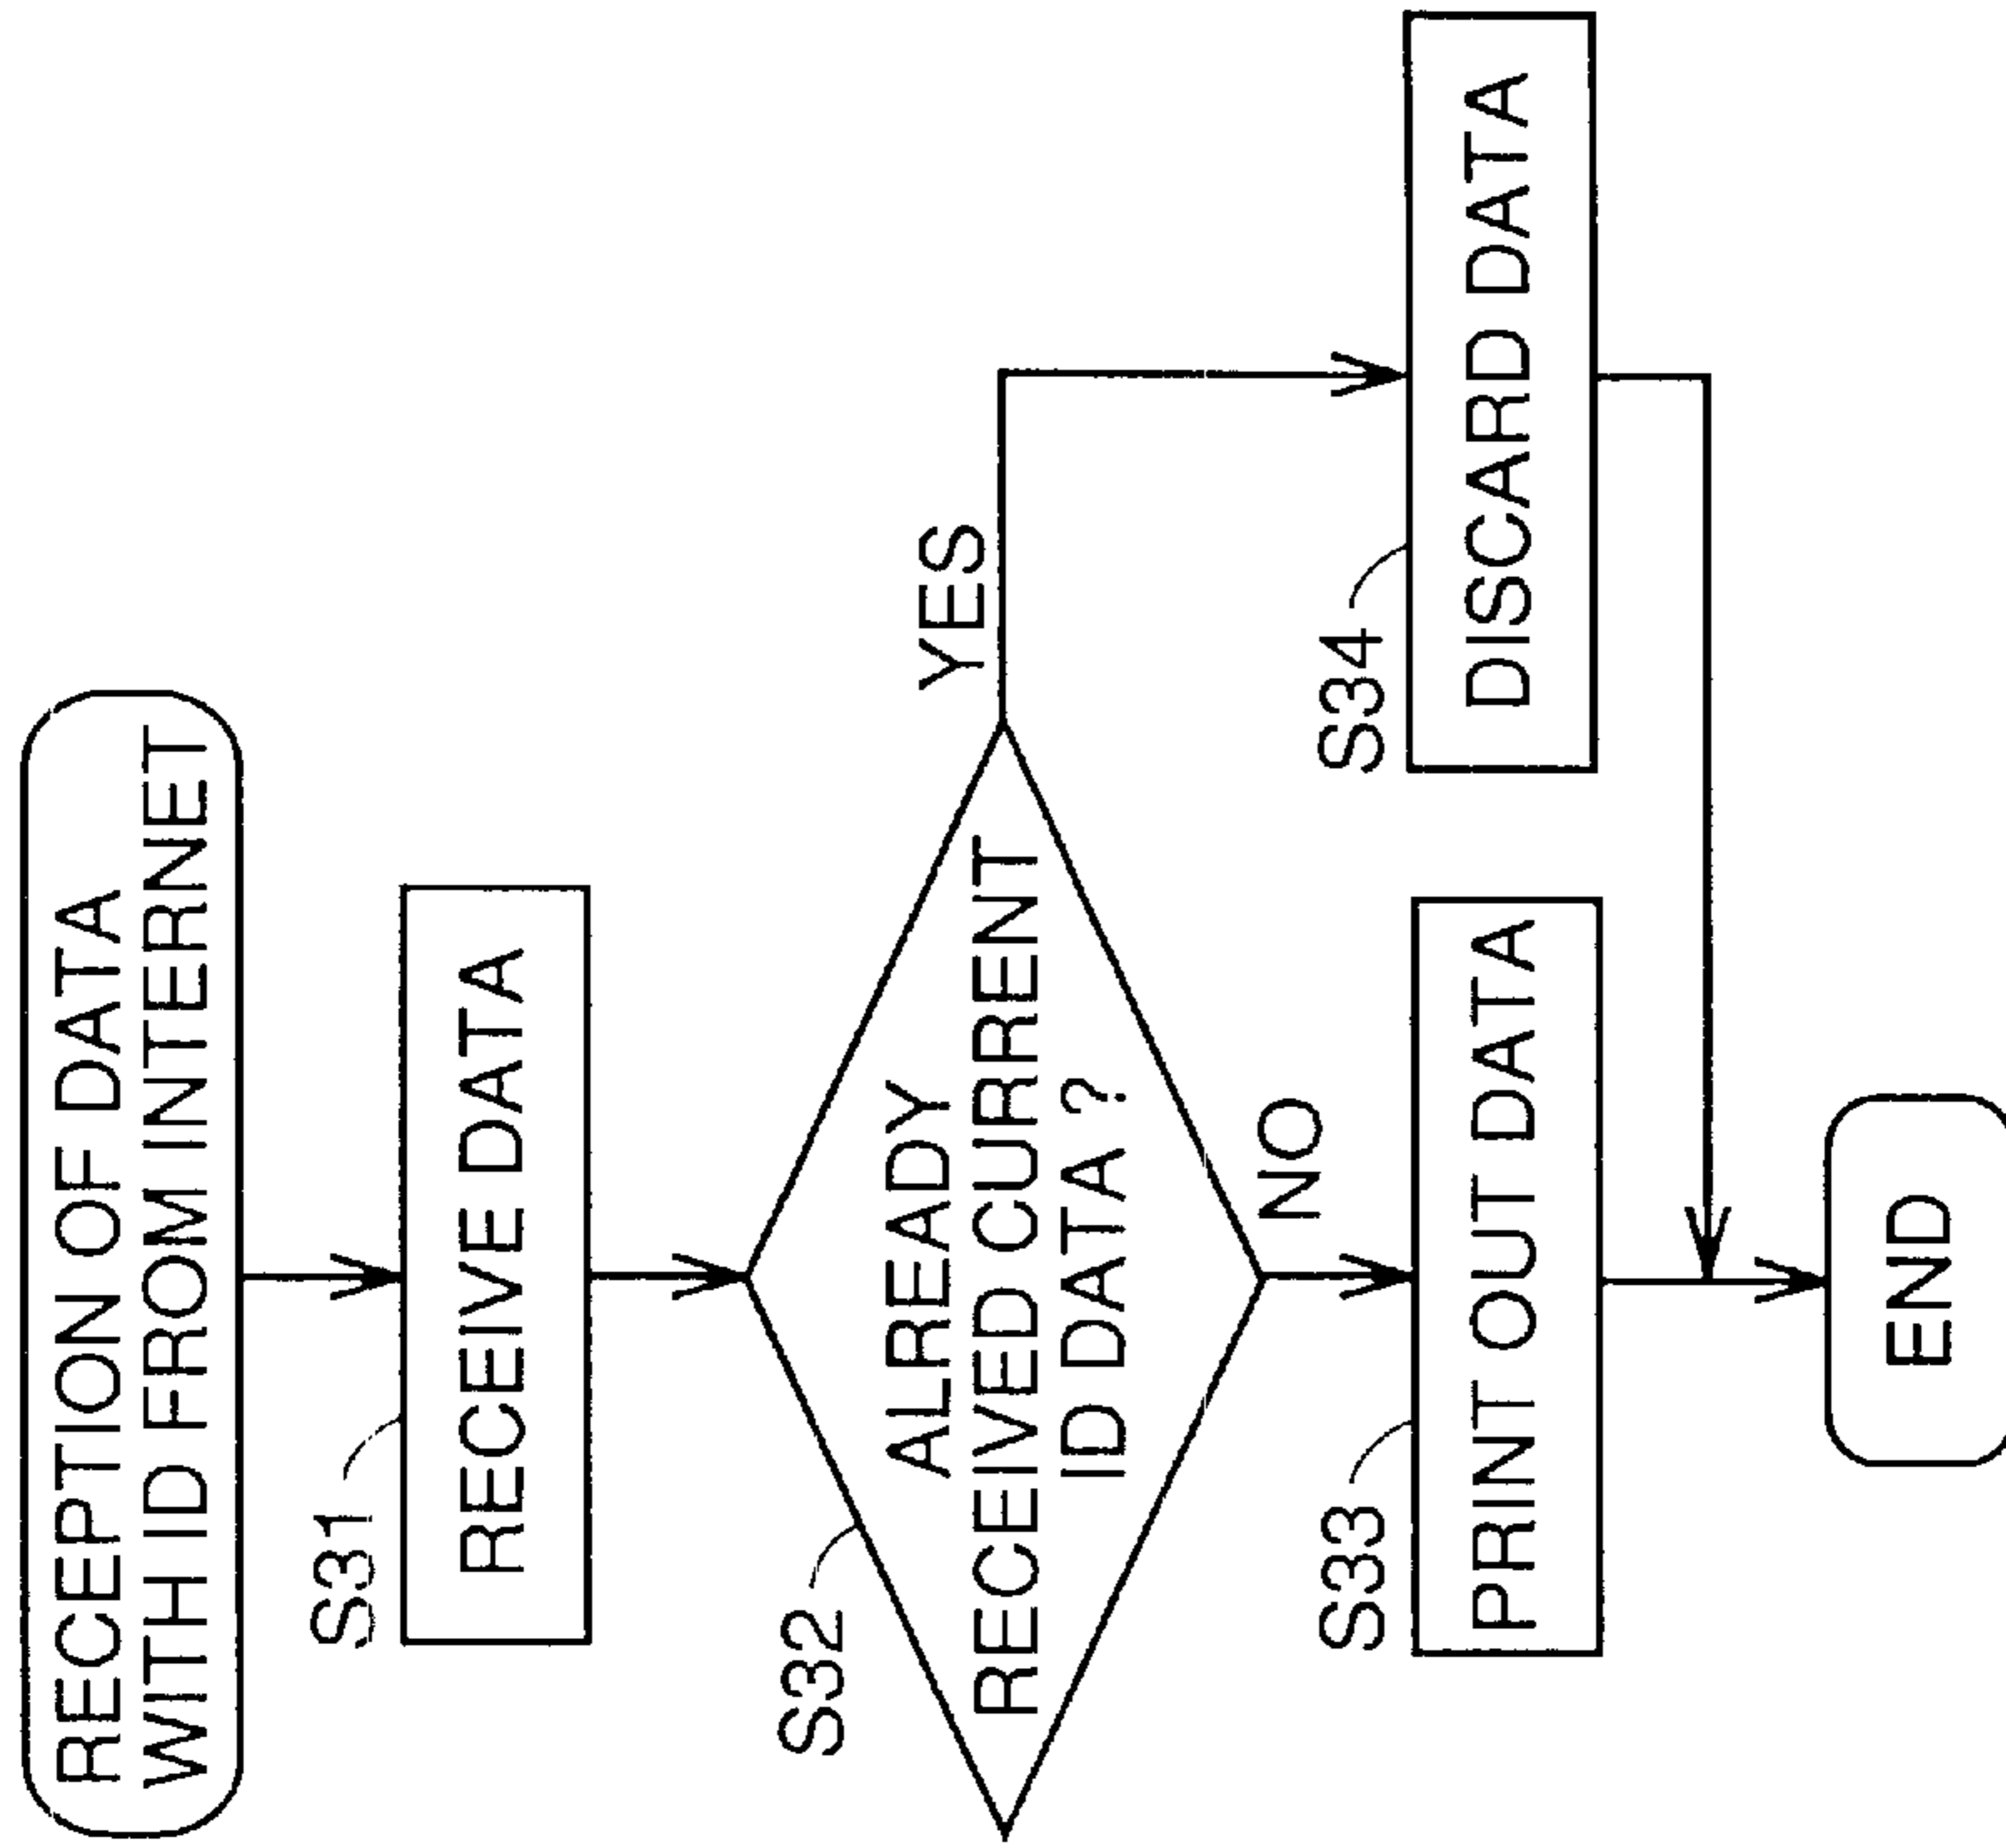 RECEPTION OF DATA
WITH ID FROM INTERNET
S31
RECEIVE DATA
S32
ALREADY
RECEIVED CURRENT
ID DATA ?
YES
NO
S33
PRINT OUT DATA
S34
DISCARD DATA
END